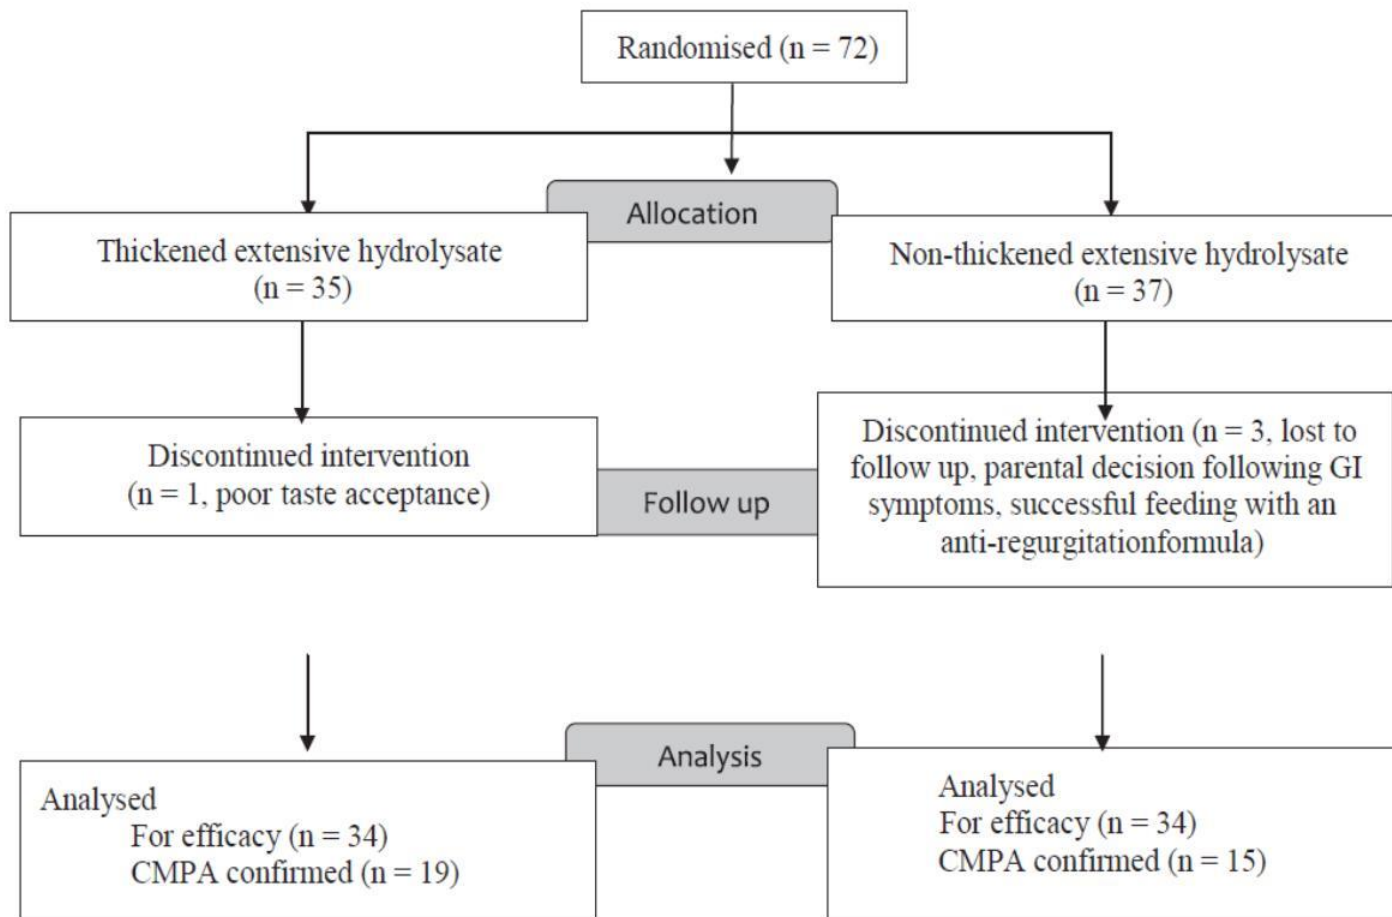 Randomised (n = 72)
Allocation
Thickened extensive hydrolysate
(n = 35)
Non-thickened extensive hydrolysate
(n = 37)
Discontinued intervention
(n = 1, poor taste acceptance)
Follow up
Discontinued intervention (n = 3, lost to
follow up, parental decision following GI
symptoms, successful feeding with an
anti-regurgitationformula)
Analysis
Analysed
For efficacy (n = 34)
CMPA confirmed (n = 19)
Analysed
For efficacy (n = 34)
CMPA confirmed (n = 15)